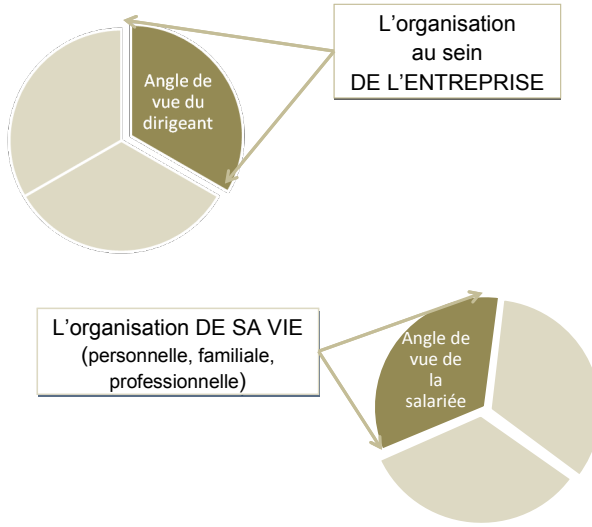 L'organisation
au sein
DE L'ENTREPRISE
Angle de
vue du
dirigeant
L'organisation DE SA VIE
(personnelle, familiale,
professionnelle)
Angle de
vue de
la
salariée